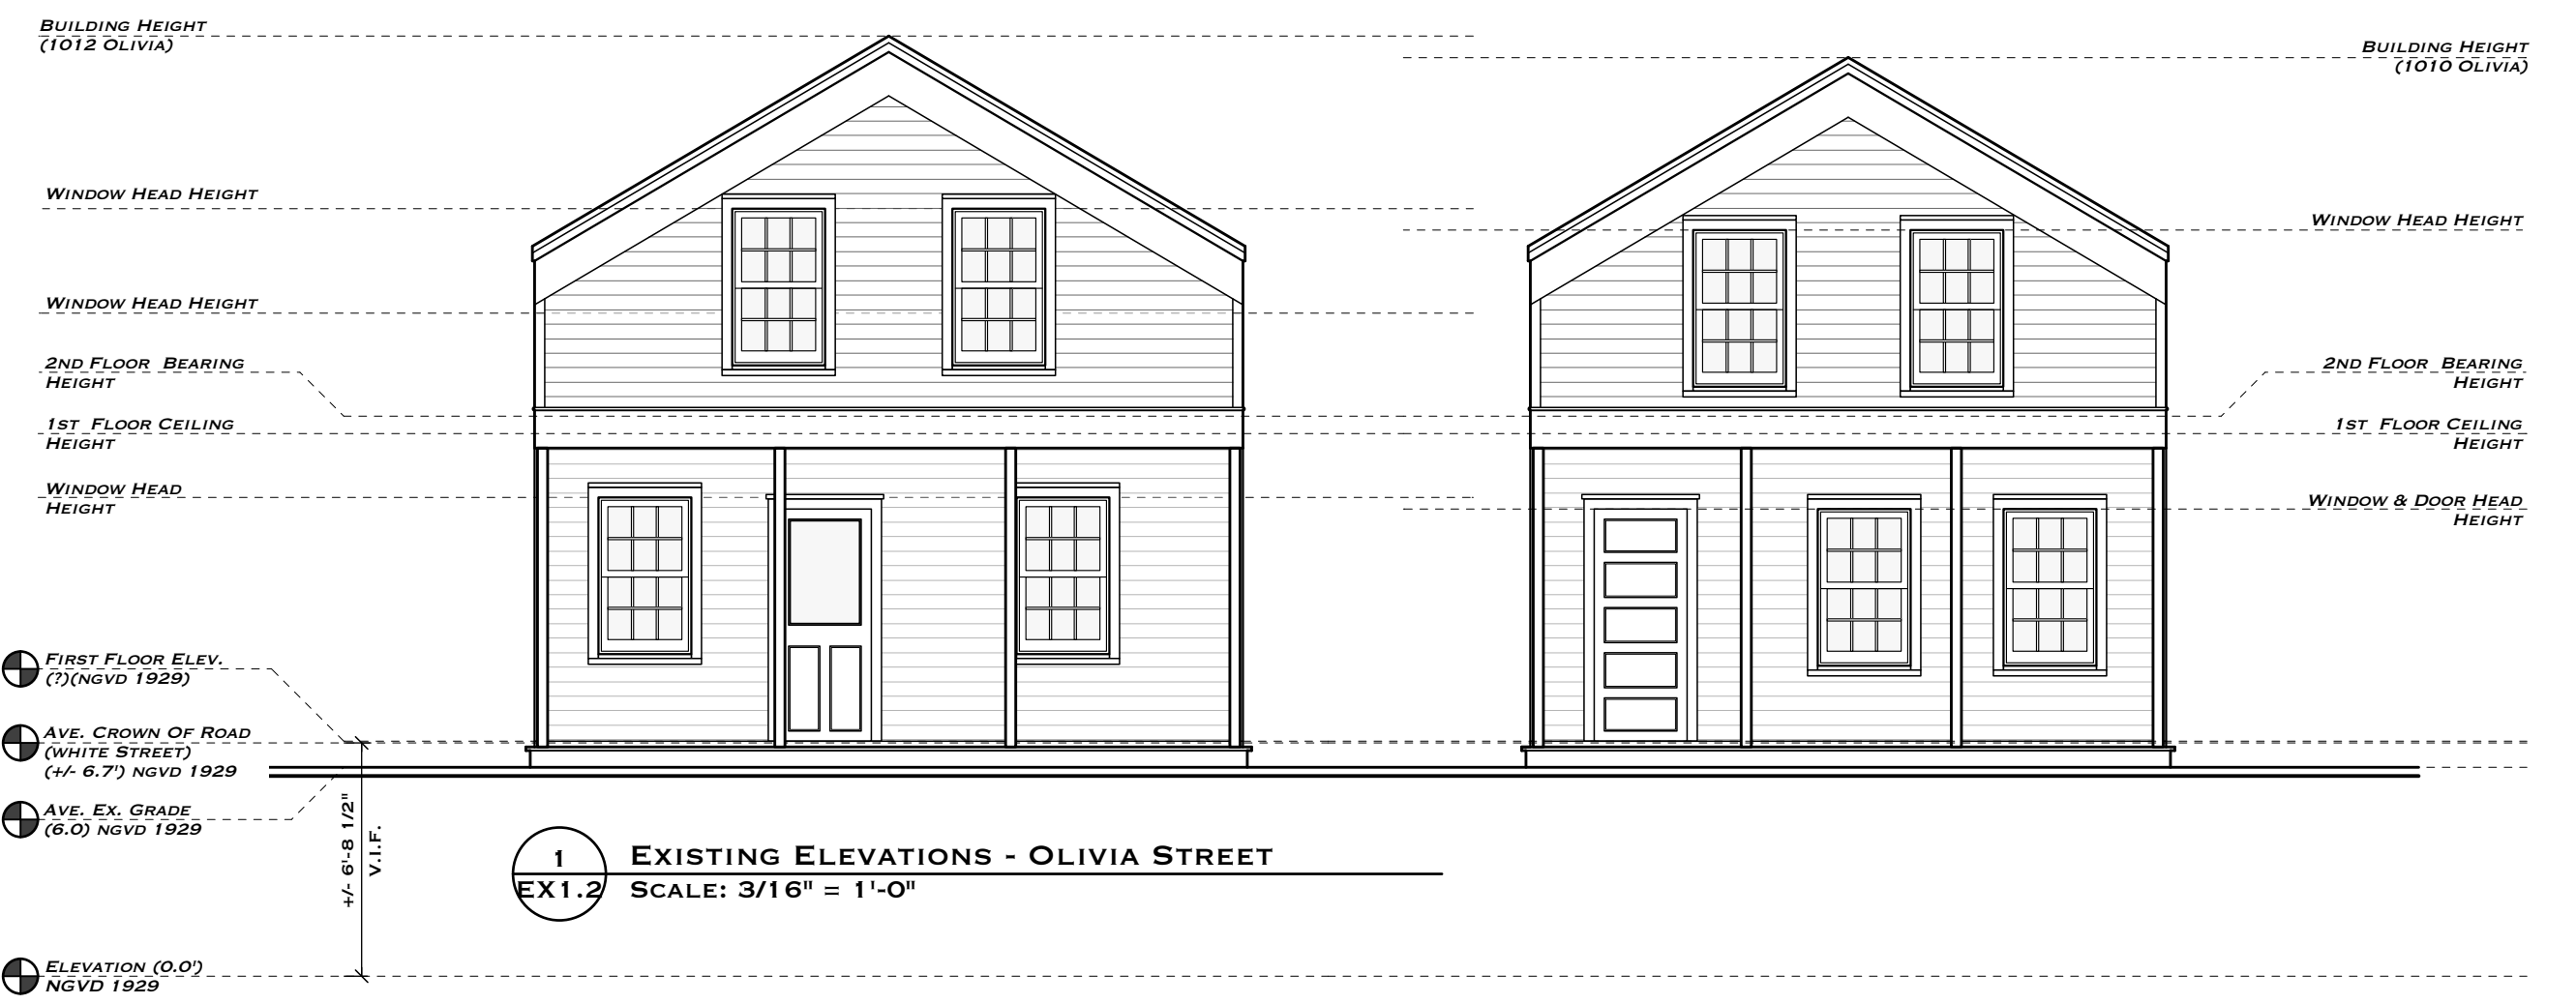 Building Height
(1012 Olivia)
Building Height
(1010 Olivia)
Window Head Height
Window Head Height
Window Head Height
2nd Floor Bearing
Height
2nd Floor Bearing
Height
1st Floor Ceiling
Height
1st Floor Ceiling
Height
Window Head
Height
Window & Door Head
Height
First Floor Elev.
(?)(NGVD 1929)
Ave. Crown Of Road
(White Street)
(+/- 6.7') NGVD 1929
Ave. Ex. Grade
(6.0) NGVD 1929
+/- 6'-8 1/2"
V.I.F.
1
EX1.2
Existing Elevations - Olivia Street
Scale: 3/16" = 1'-0"
Elevation (0.0')
NGVD 1929